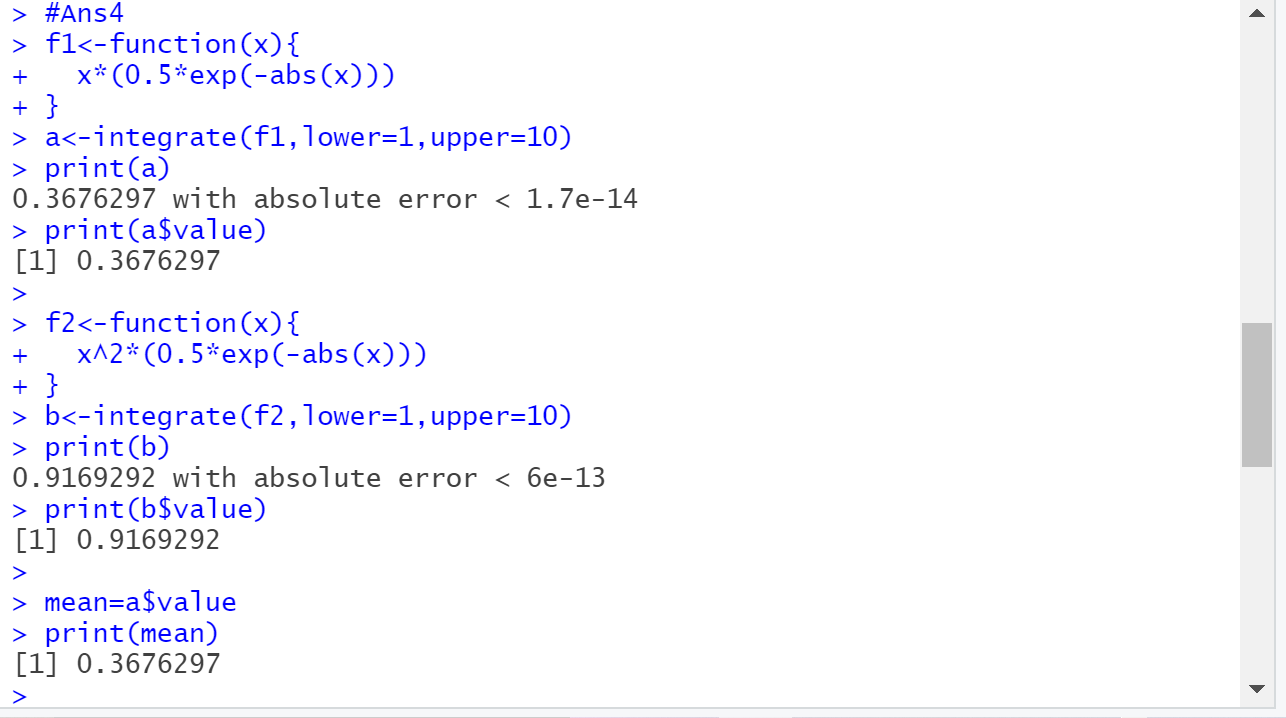 > #Ans4
> f1<-function(x){
+   x*(0.5*exp(-abs(x)))
+ }
> a<-integrate(f1,lower=1,upper=10)
> print(a)
0.3676297 with absolute error < 1.7e-14
> print(a$value)
[1] 0.3676297
>
> f2<-function(x){
+   x^2*(0.5*exp(-abs(x)))
+ }
> b<-integrate(f2,lower=1,upper=10)
> print(b)
0.9169292 with absolute error < 6e-13
> print(b$value)
[1] 0.9169292
>
> mean=a$value
> print(mean)
[1] 0.3676297
>